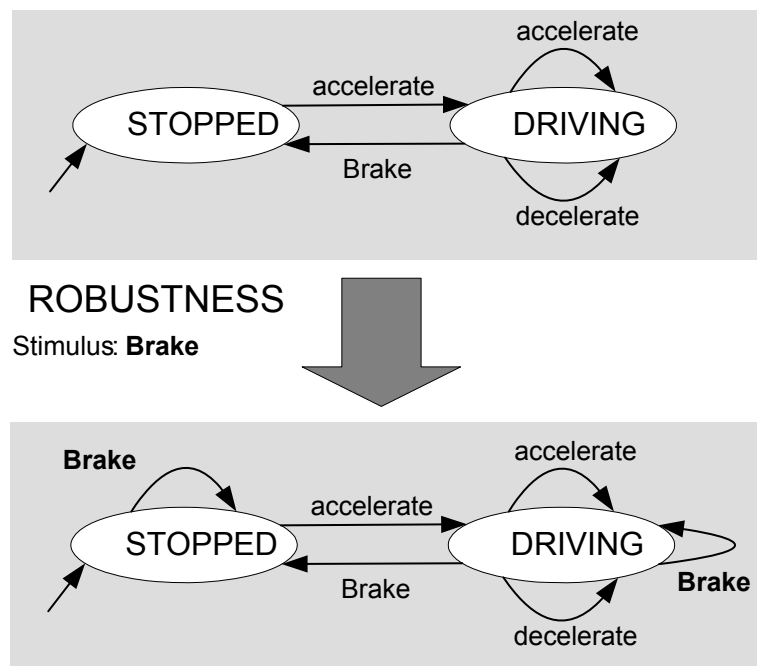 accelerate
accelerate
STOPPED
DRIVING
Brake
decelerate
ROBUSTNESS
Stimulus: Brake
accelerate
Brake
accelerate
STOPPED
DRIVING
Brake
Brake
decelerate